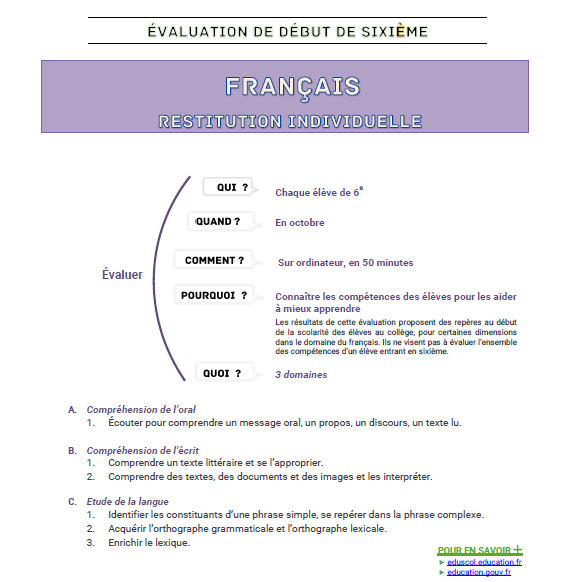 ÉVALUATION DE DÉBUT DE SIXIÈME
FRANÇAIS
RESTITUTION INDIVIDUELLE
Évaluer
QUI ?
Chaque élève de 6e
QUAND ?
En octobre
COMMENT ?
Sur ordinateur, en 50 minutes
POURQUOI ?
Connaître les compétences des élèves pour les aider
à mieux apprendre
Les résultats de cette évaluation proposent des repères au début
de la scolarité des élèves au collège, pour certaines dimensions
dans le domaine du français. Ils ne visent pas à évaluer l'ensemble
des compétences d'un élève entrant en sixième.
QUOI ?
3 domaines
A. Compréhension de l'oral
1. Écouter pour comprendre un message oral, un propos, un discours, un texte lu.
B. Compréhension de l'écrit
1. Comprendre un texte littéraire et se l'approprier.
2. Comprendre des textes, des documents et des images et les interpréter.
C. Etude de la langue
1. Identifier les constituants d'une phrase simple, se repérer dans la phrase complexe.
2. Acquérir l'orthographe grammaticale et l'orthographe lexicale.
3. Enrichir le lexique.
POUR EN SAVOIR +
► eduscol.education.fr
► education.gouv.fr